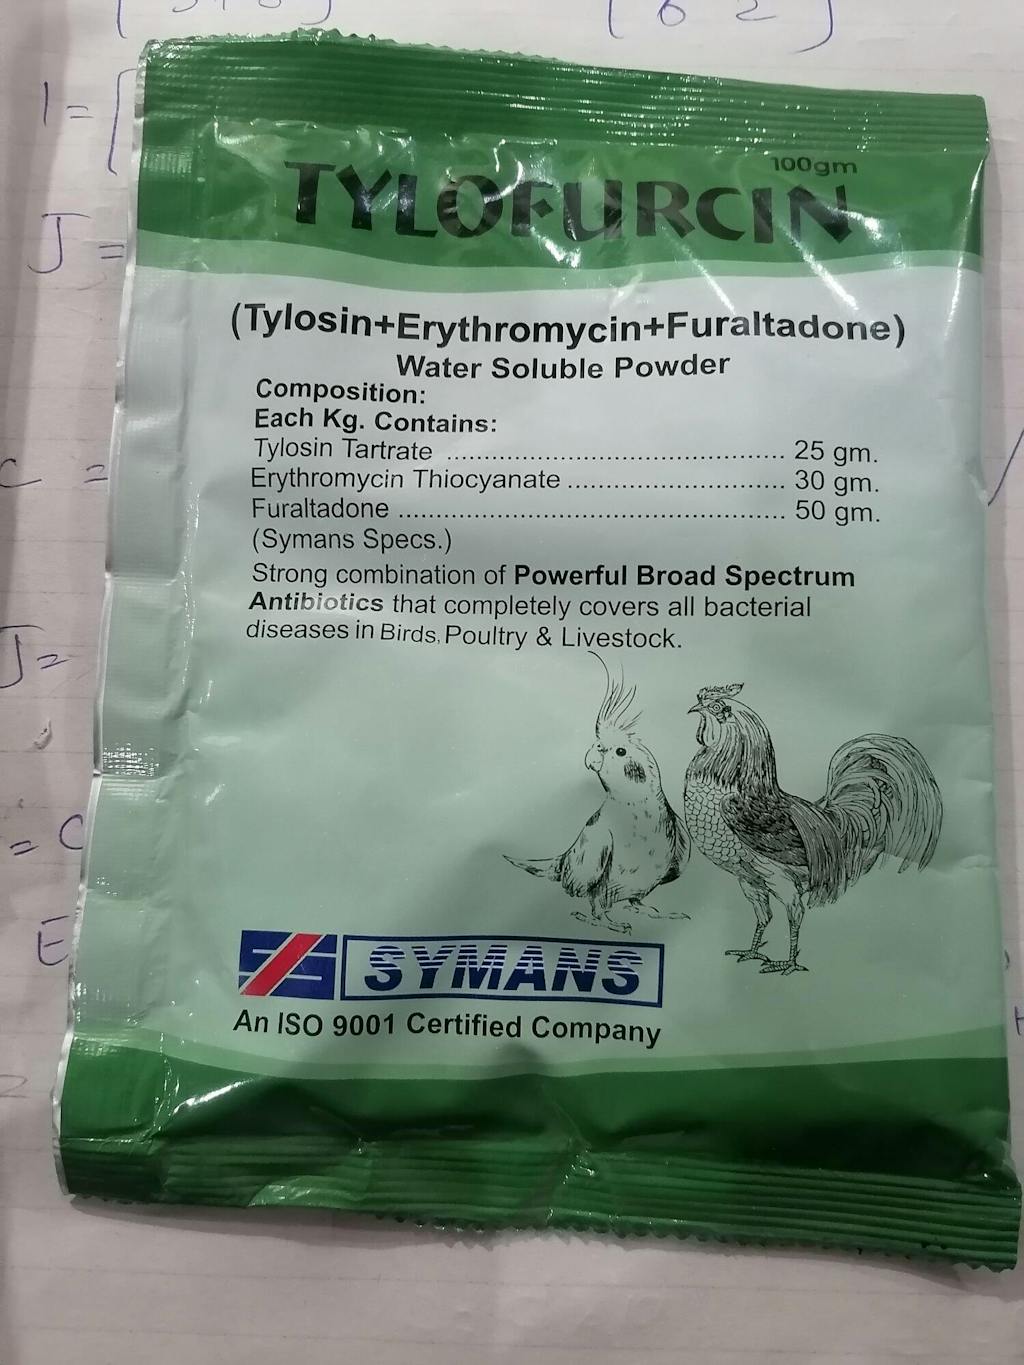 100gm
TYLOFURCIN
(Tylosin+Erythromycin+Furaltadone)
Water Soluble Powder
Composition:
Each Kg. Contains:
Tylosin Tartrate ............................................. 25 gm.
Erythromycin Thiocyanate ............................. 30 gm.
Furaltadone .................................................... 50 gm.
(Symans Specs.)
Strong combination of Powerful Broad Spectrum
Antibiotics that completely covers all bacterial
diseases in Birds, Poultry & Livestock.
SYMANS
An ISO 9001 Certified Company
I =
J =
C =
J =
= C
E